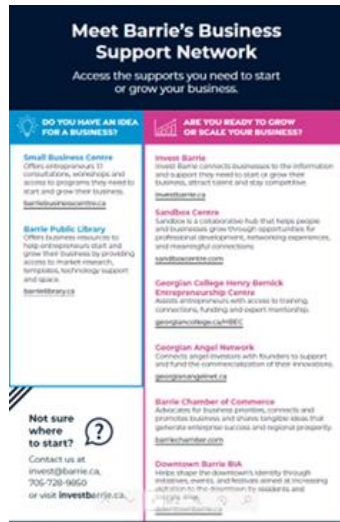 Meet Barrie's Business
Support Network
Access the supports you need to start
or grow your business.
DO YOU HAVE AN IDEA
FOR A BUSINESS?
Small Business Centre
Offers entrepreneurs 1:1
consultations, workshops and
access to programs they need to
start and grow their business.
barriebusinesscentre.ca
Barrie Public Library
Offers business resources to
help entrepreneurs start and
grow their business by providing
access to market research,
templates, technology support
and space.
barrielibrary.ca
Not sure
where
to start?
?
Contact us at
invest@barrie.ca,
705-728-9850
or visit investbarrie.ca.
ARE YOU READY TO GROW
OR SCALE YOUR BUSINESS?
Invest Barrie
Invest Barrie connects businesses to the information
and support they need to start or grow their
business, attract talent and stay competitive.
investbarrie.ca
Sandbox Centre
Sandbox is a collaborative hub that helps people
and businesses grow through opportunities for
professional development, networking experiences,
and meaningful connections.
sandboxcentre.com
Georgian College Henry Bernick
Entrepreneurship Centre
Assists entrepreneurs with access to training,
connections, funding and expert mentorship.
georgiancollege.ca/HBEC
Georgian Angel Network
Connects angel investors with founders to support
and fund the commercialization of their innovations.
georgianangelnet.ca
Barrie Chamber of Commerce
Advocates for business priorities, connects and
promotes business and shares tangible ideas that
generate enterprise success and regional prosperity.
barriechamber.com
Downtown Barrie BIA
Helps shape the downtown's identity through
initiatives, events, and festivals aimed at increasing
visitation to the downtown by residents and
downtownbarrie.ca